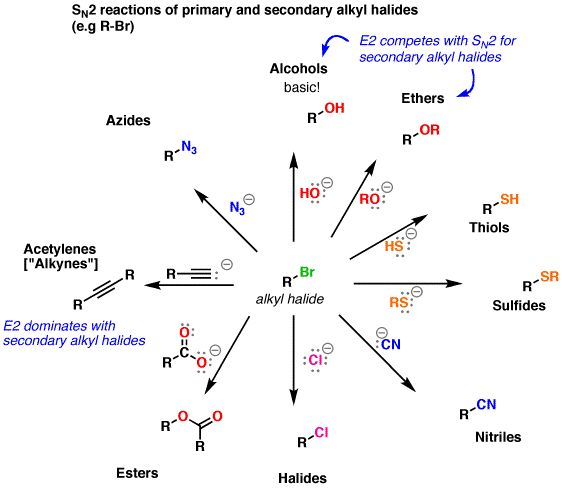 SN2 reactions of primary and secondary alkyl halides
(e.g R-Br)
E2 competes with SN2 for
secondary alkyl halides
Alcohols
basic!
R OH
Ethers
R OR
Azides
R N3
HO ⊖
RO ⊖
N3 ⊖
R SH
Thiols
HS ⊖
Acetylenes
["Alkynes"]
R R
R ⊖
R Br
alkyl halide
RS ⊖
R SR
Sulfides
E2 dominates with
secondary alkyl halides
O
R C O ⊖
Cl ⊖
⊖ CN
R O O
R
R Cl
R CN
Nitriles
Esters
Halides